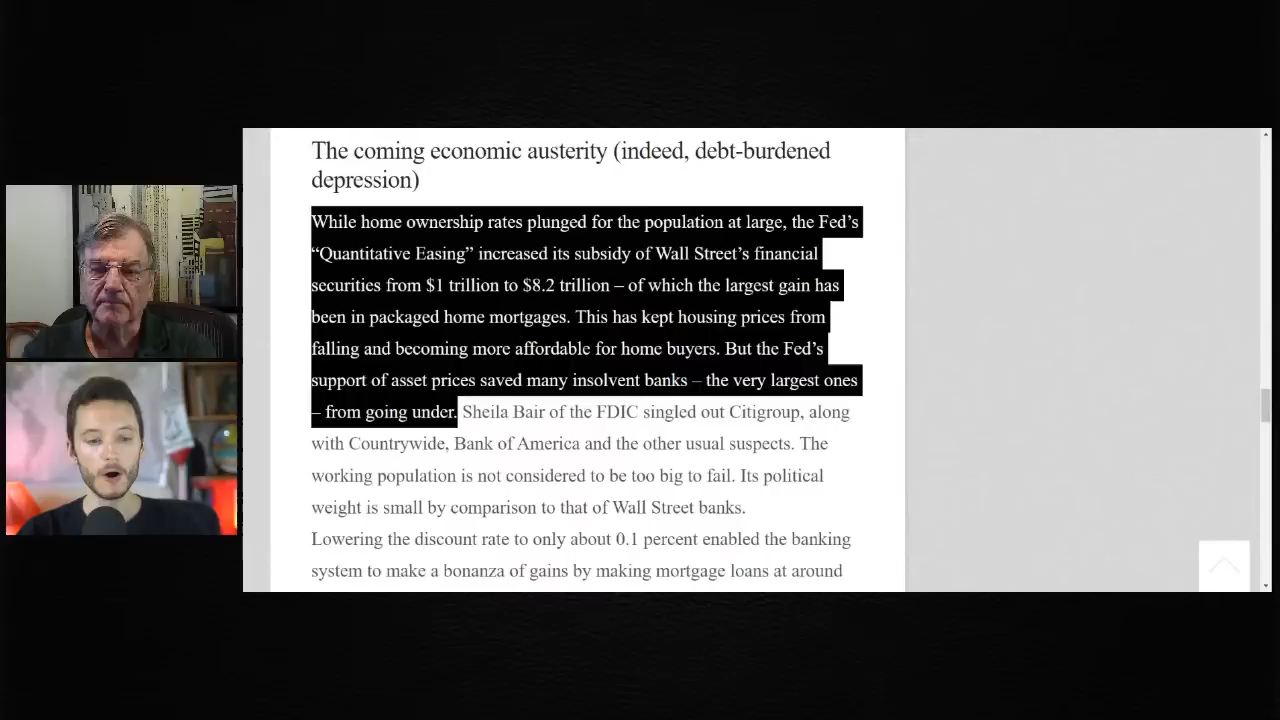 The coming economic austerity (indeed, debt-burdened
depression)
While home ownership rates plunged for the population at large, the Fed’s
“Quantitative Easing” increased its subsidy of Wall Street’s financial
securities from $1 trillion to $8.2 trillion – of which the largest gain has
been in packaged home mortgages. This has kept housing prices from
falling and becoming more affordable for home buyers. But the Fed’s
support of asset prices saved many insolvent banks – the very largest ones
– from going under. Sheila Bair of the FDIC singled out Citigroup, along
with Countrywide, Bank of America and the other usual suspects. The
working population is not considered to be too big to fail. Its political
weight is small by comparison to that of Wall Street banks.
Lowering the discount rate to only about 0.1 percent enabled the banking
system to make a bonanza of gains by making mortgage loans at around